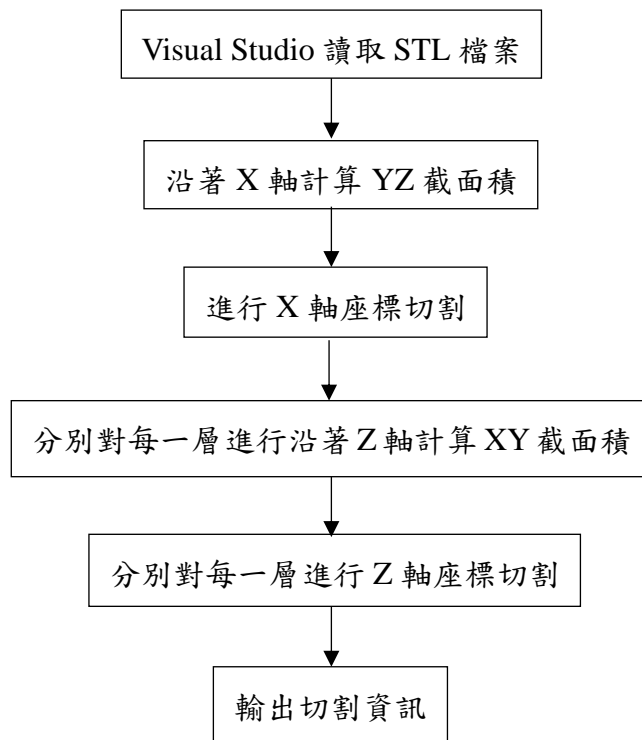 Visual Studio 讀取 STL 檔案
沿著 X 軸計算 YZ 截面積
進行 X 軸座標切割
分別對每一層進行沿著 Z 軸計算 XY 截面積
分別對每一層進行 Z 軸座標切割
輸出切割資訊